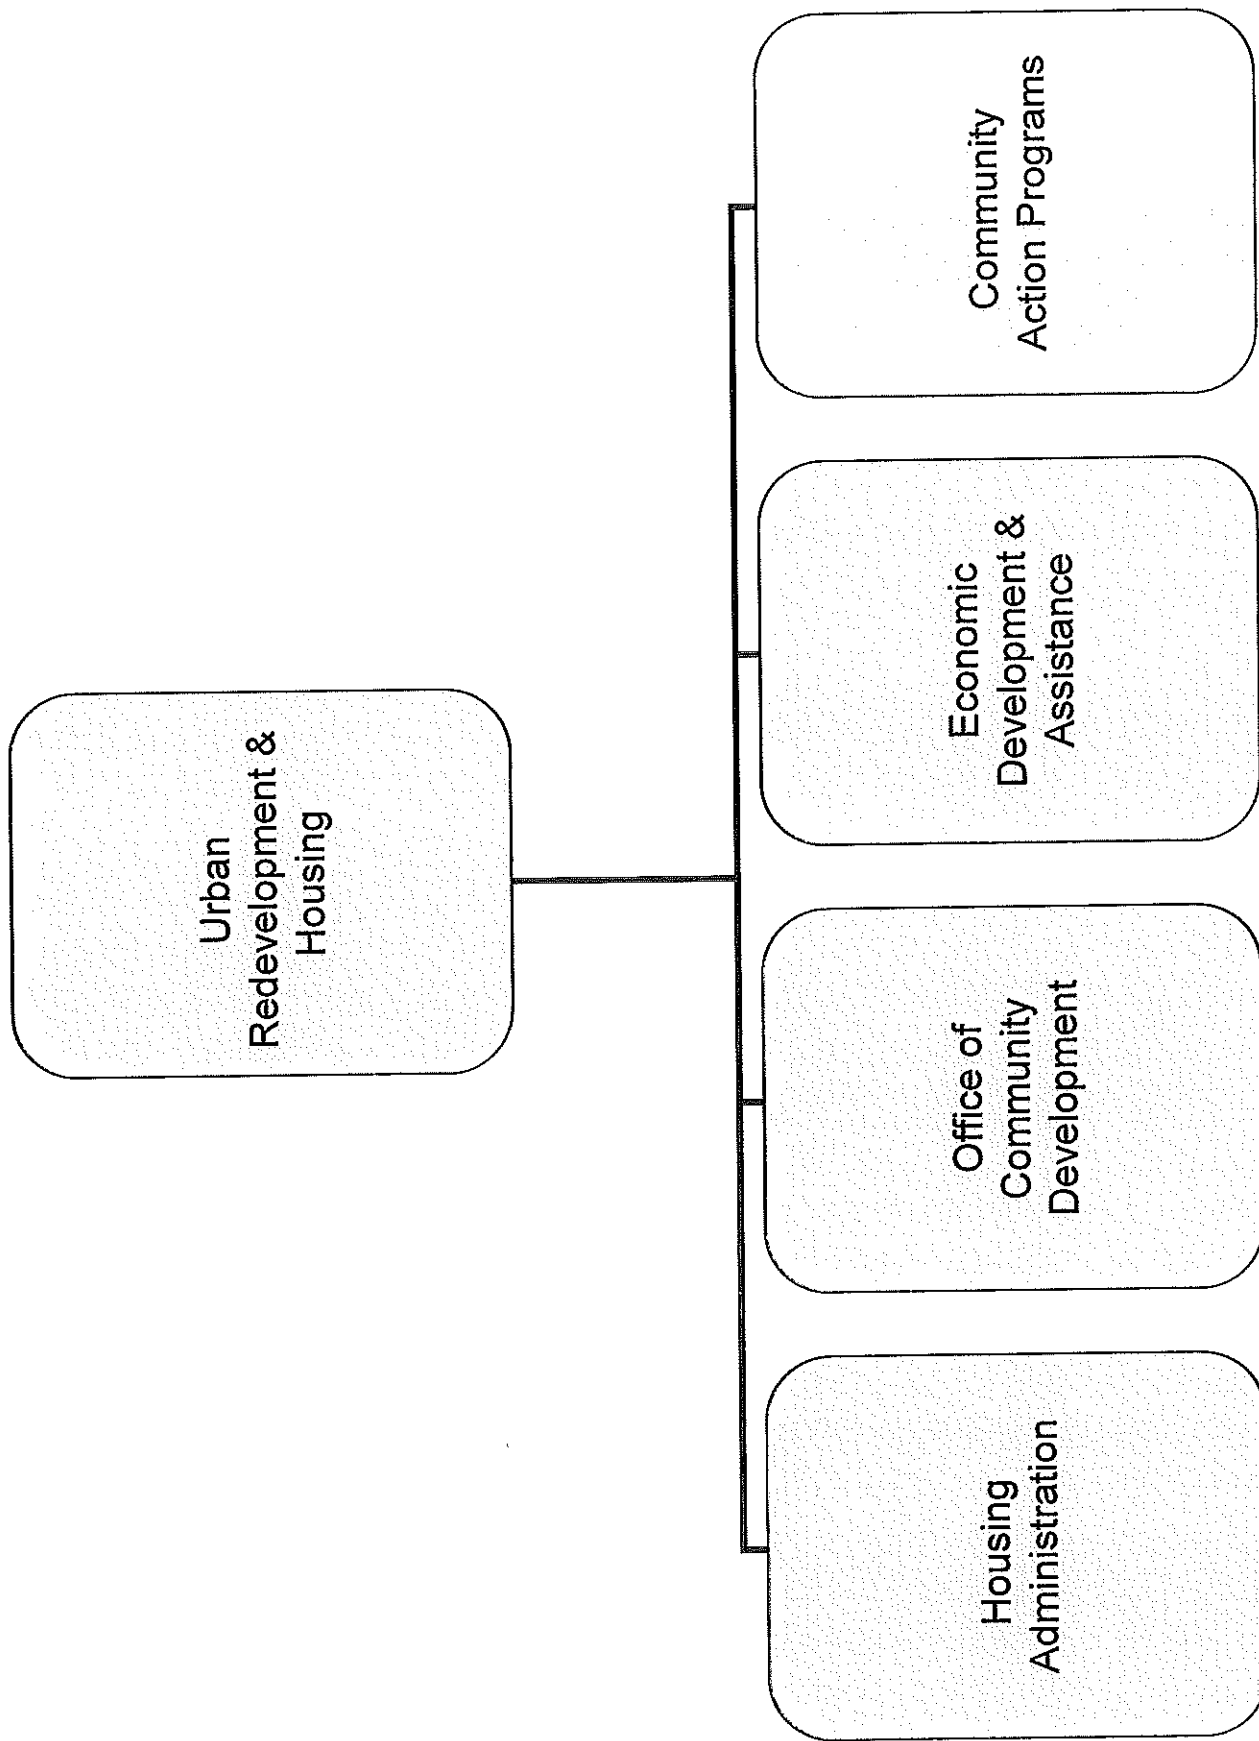 Urban
Redevelopment &
Housing
Housing
Administration
Office of
Community
Development
Economic
Development &
Assistance
Community
Action Programs